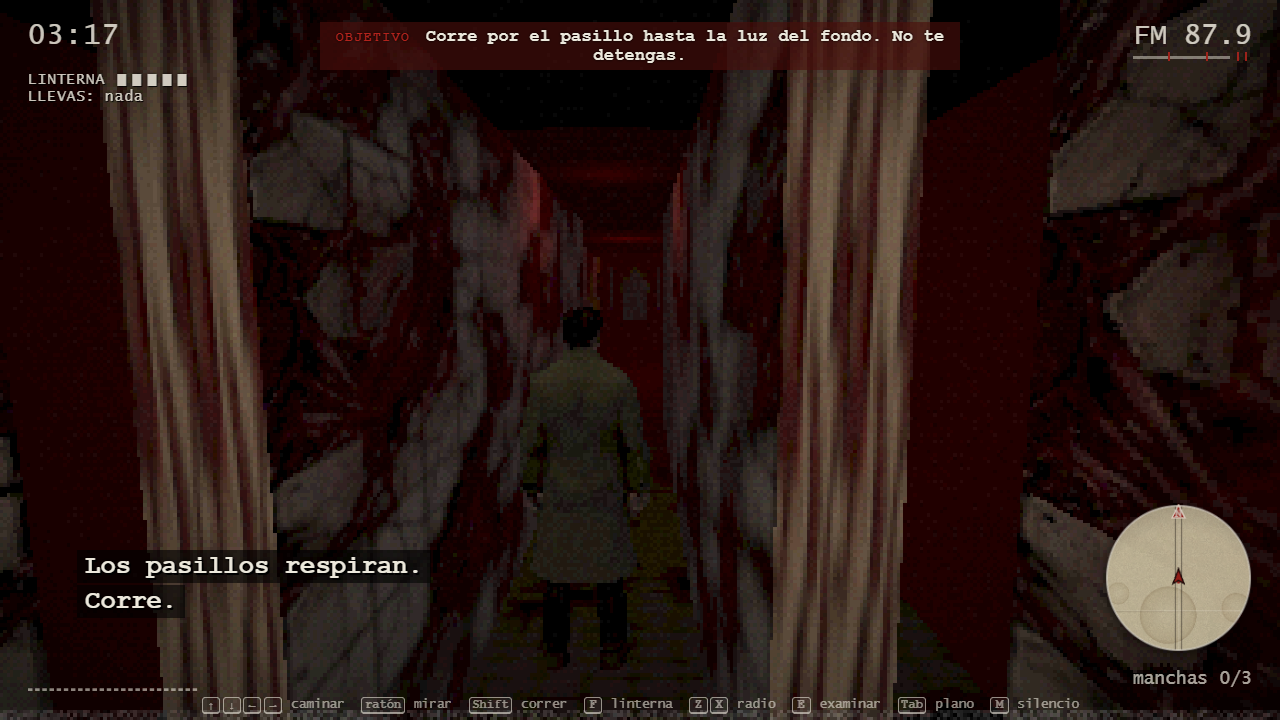 03:17
OBJETIVO Corre por el pasillo hasta la luz del fondo. No te
detengas.
FM 87.9
LINTERNA
LLEVAS: nada
Los pasillos respiran.
Corre.
manchas 0/3
↑ ↓ ← → caminar ratón mirar Shift correr F linterna Z X radio E examinar Tab plano M silencio